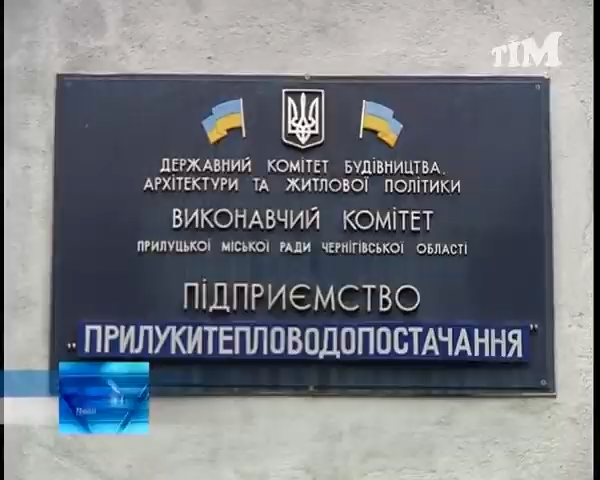 ТІМ
ДЕРЖАВНИЙ КОМІТЕТ БУДІВНИЦТВА,
АРХІТЕКТУРИ ТА ЖИТЛОВОЇ ПОЛІТИКИ
ВИКОНАВЧИЙ КОМІТЕТ
ПРИЛУЦЬКОЇ МІСЬКОЇ РАДИ ЧЕРНІГІВСЬКОЇ ОБЛАСТІ
ПІДПРИЄМСТВО
„ПРИЛУКИТЕПЛОВОДОПОСТАЧАННЯ"